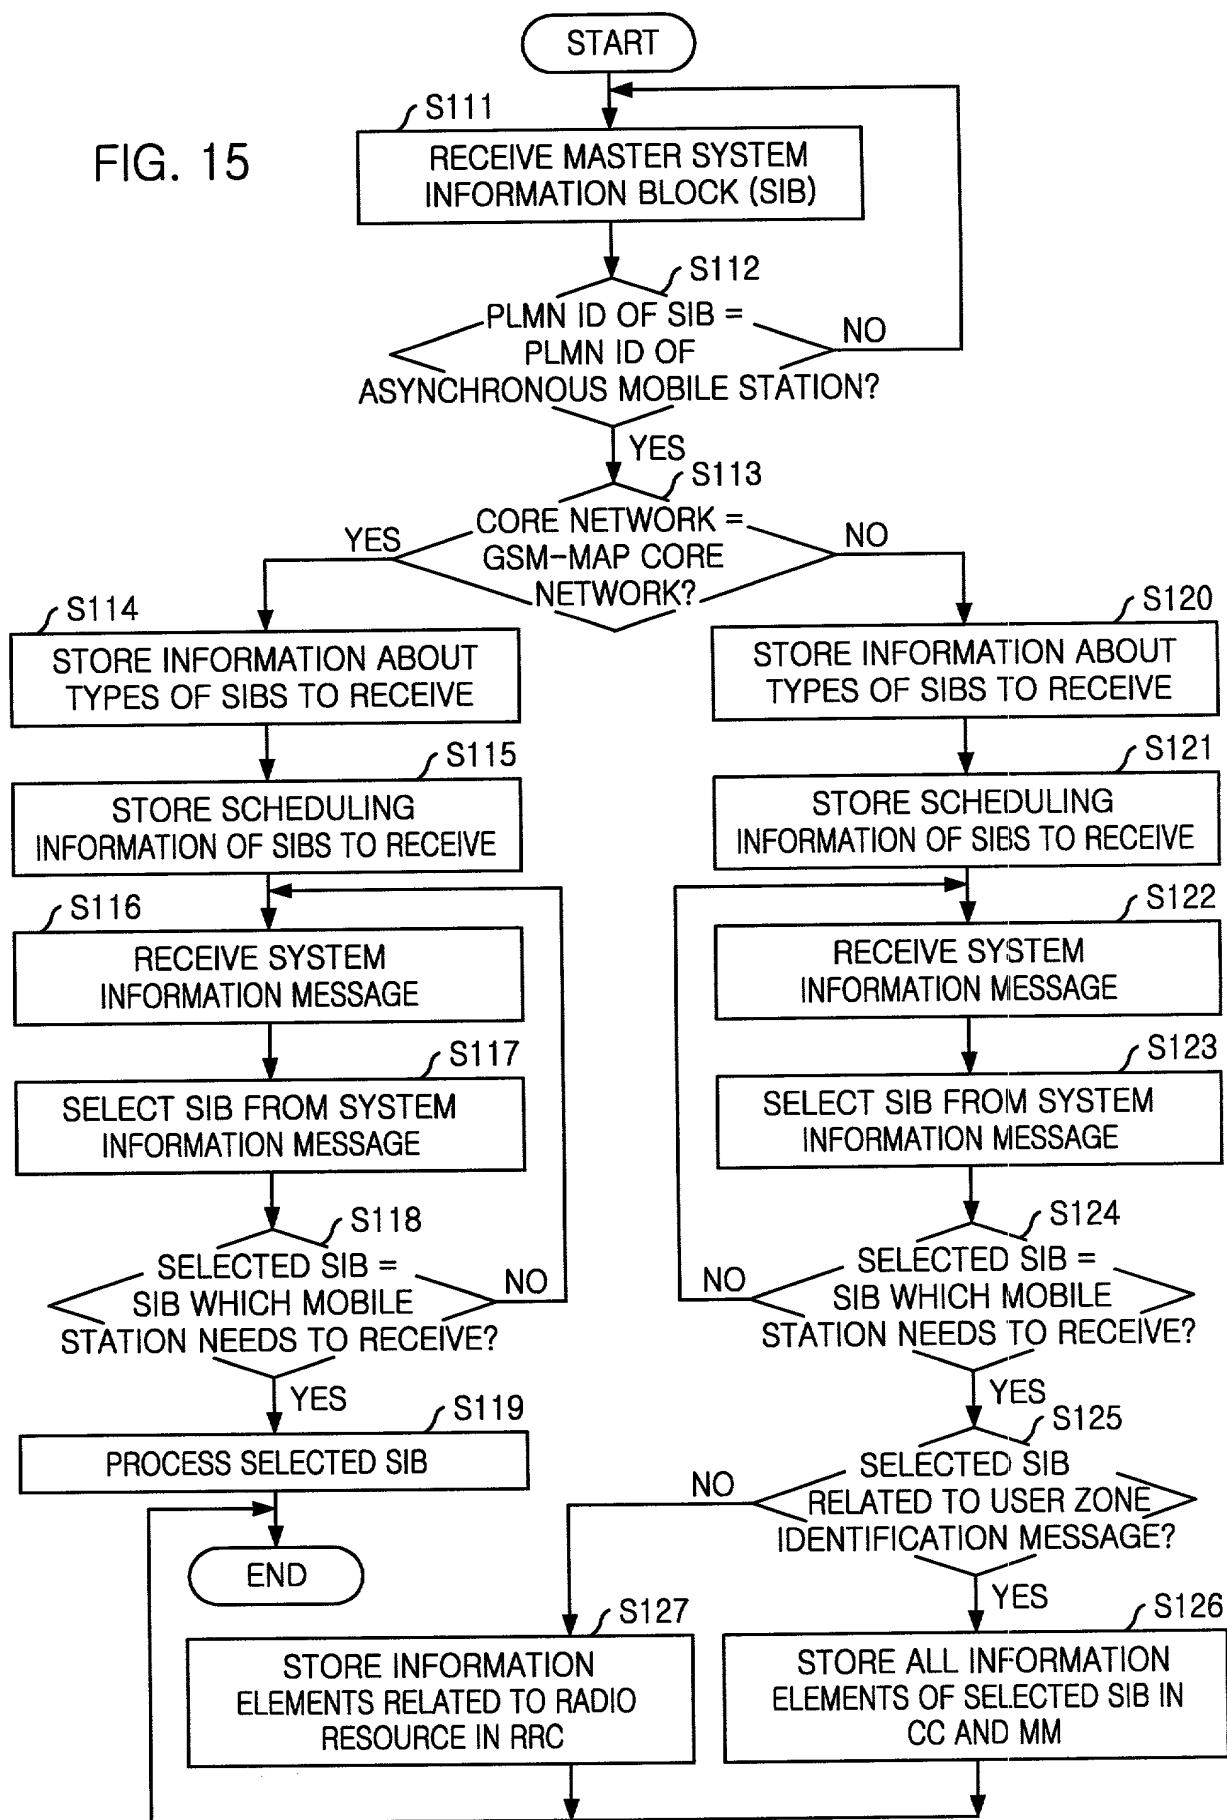 START
S111
FIG. 15
RECEIVE MASTER SYSTEM
INFORMATION BLOCK (SIB)
S112
PLMN ID OF SIB =
PLMN ID OF
ASYNCHRONOUS MOBILE STATION?
NO
YES
S113
CORE NETWORK =
GSM-MAP CORE
NETWORK?
YES
NO
S114
STORE INFORMATION ABOUT
TYPES OF SIBS TO RECEIVE
S115
STORE SCHEDULING
INFORMATION OF SIBS TO RECEIVE
S116
RECEIVE SYSTEM
INFORMATION MESSAGE
S117
SELECT SIB FROM SYSTEM
INFORMATION MESSAGE
S118
SELECTED SIB =
SIB WHICH MOBILE
STATION NEEDS TO RECEIVE?
NO
YES
S119
PROCESS SELECTED SIB
END
S120
STORE INFORMATION ABOUT
TYPES OF SIBS TO RECEIVE
S121
STORE SCHEDULING
INFORMATION OF SIBS TO RECEIVE
S122
RECEIVE SYSTEM
INFORMATION MESSAGE
S123
SELECT SIB FROM SYSTEM
INFORMATION MESSAGE
S124
SELECTED SIB =
SIB WHICH MOBILE
STATION NEEDS TO RECEIVE?
NO
YES
S125
SELECTED SIB
RELATED TO USER ZONE
IDENTIFICATION MESSAGE?
NO
YES
S127
STORE INFORMATION
ELEMENTS RELATED TO RADIO
RESOURCE IN RRC
S126
STORE ALL INFORMATION
ELEMENTS OF SELECTED SIB IN
CC AND MM